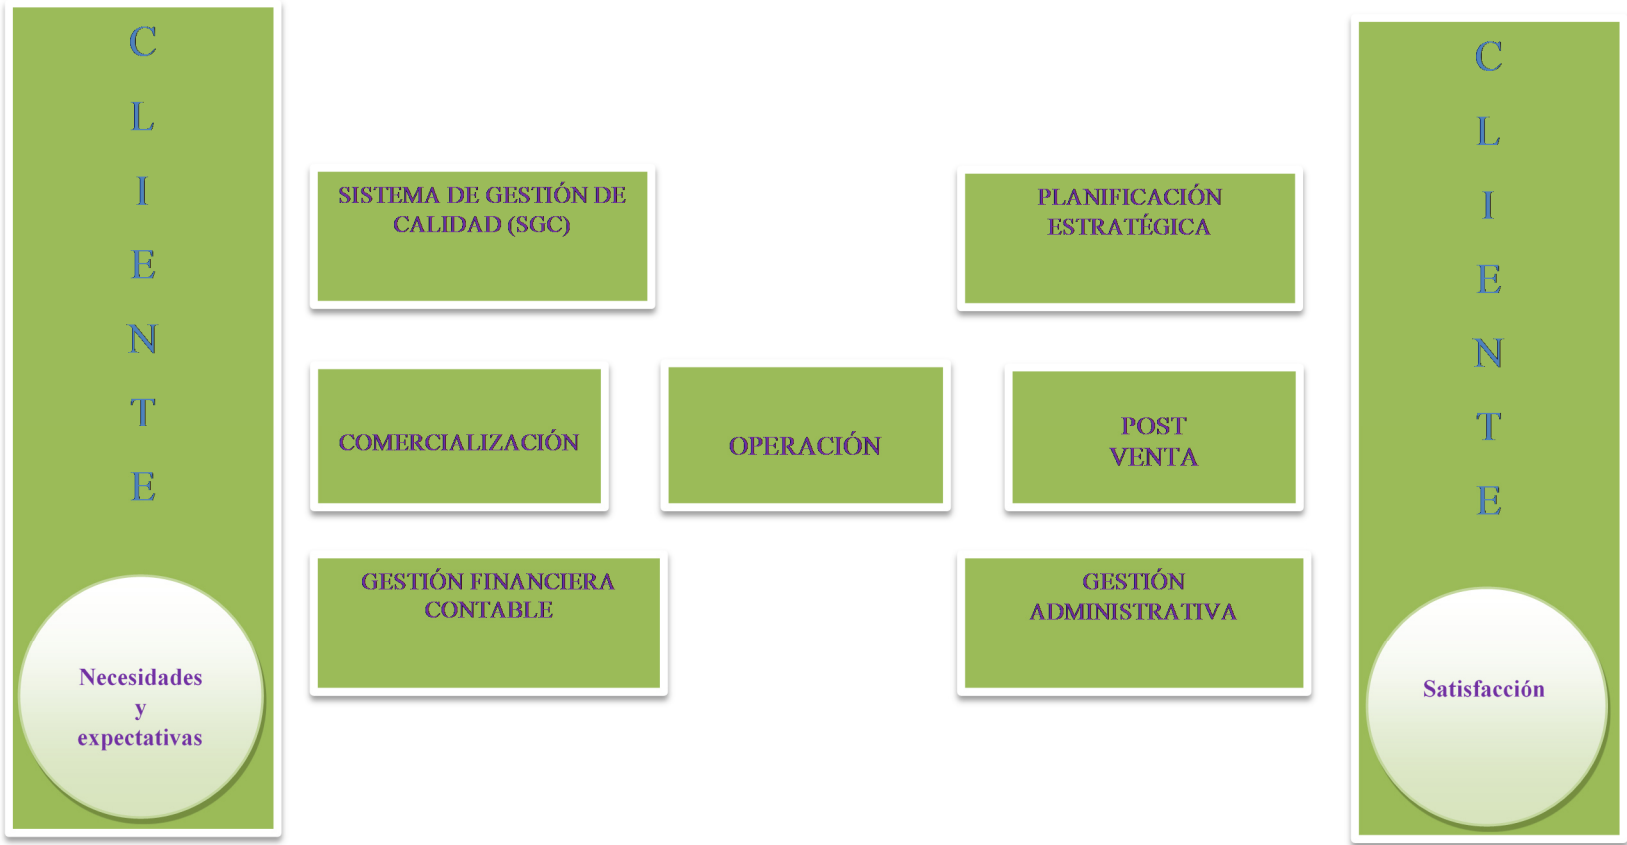 C
L
I
E
N
T
E
Necesidades
y
expectativas
SISTEMA DE GESTIÓN DE
CALIDAD (SGC)
PLANIFICACIÓN
ESTRATÉGICA
COMERCIALIZACIÓN
OPERACIÓN
POST
VENTA
GESTIÓN FINANCIERA
CONTABLE
GESTIÓN
ADMINISTRATIVA
C
L
I
E
N
T
E
Satisfacción